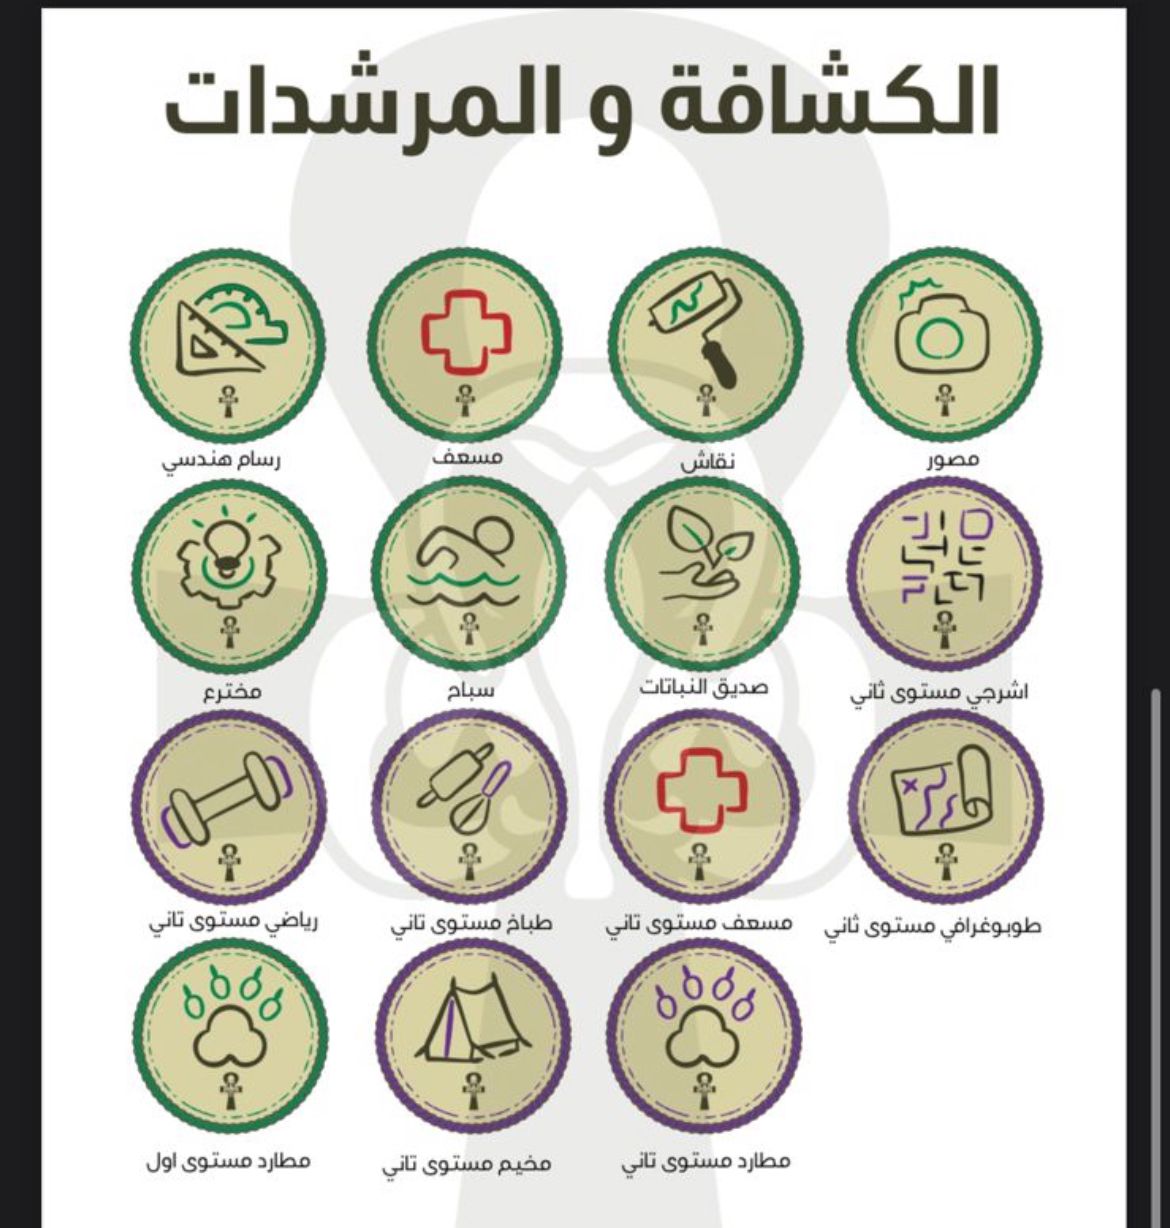 الكشافة و المرشدات
مصور
نقاش
مسعف
رسام هندسي
اشرجي مستوى ثاني
صديق النباتات
سباح
مخترع
طوبوغرافي مستوى ثاني
مسعف مستوى تاني
طباخ مستوى تاني
رياضي مستوى تاني
مطارد مستوى تاني
مخيم مستوى تاني
مطارد مستوى اول